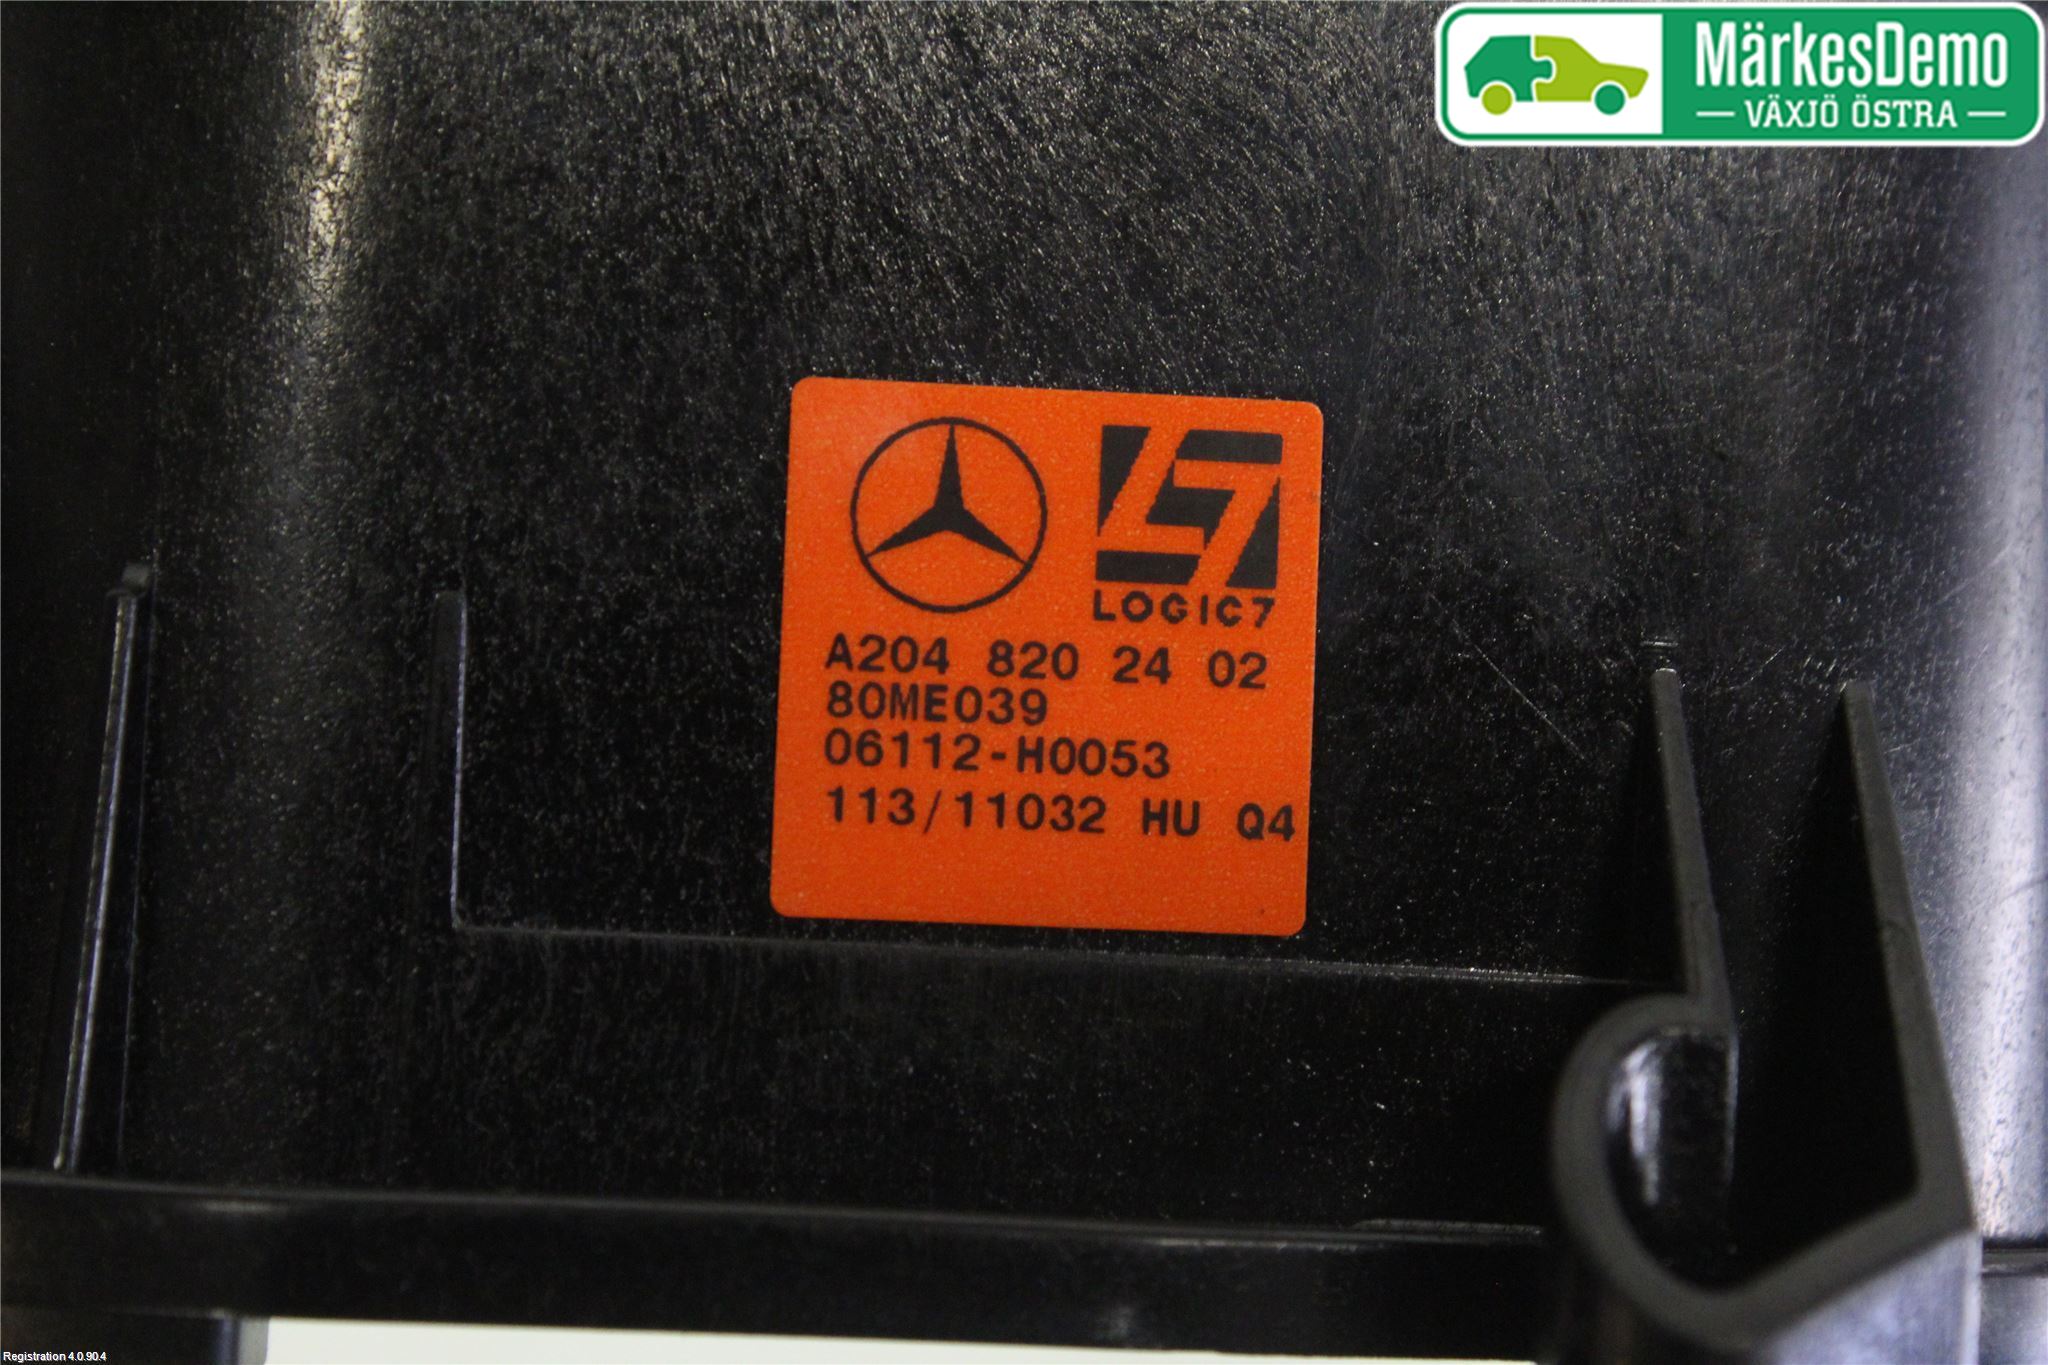 MärkesDemo
VÄXJÖ ÖSTRA
LOGIC7
A204 820 24 02
80ME039
06112-H0053
113/11032 HU Q4
Registration 4.0.90.4